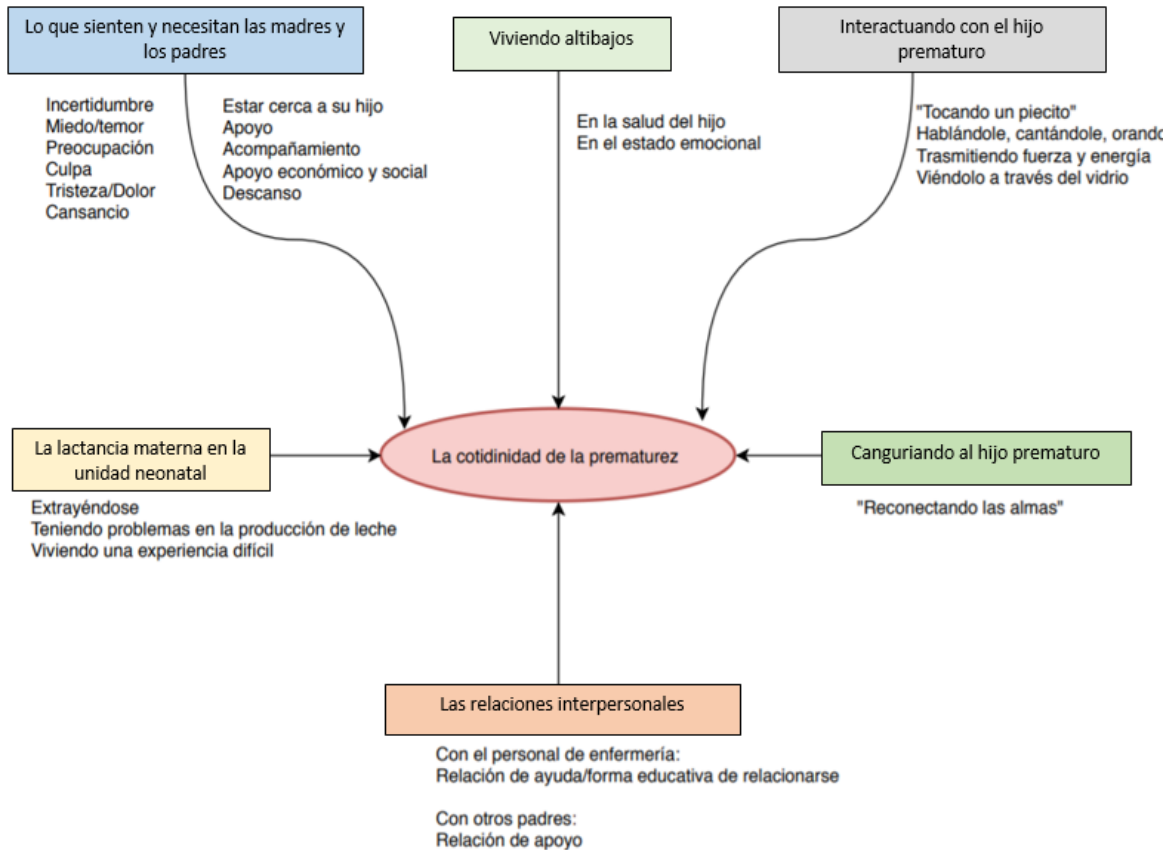 Lo que sienten y necesitan las madres y
los padres
Viviendo altibajos
Interactuando con el hijo
prematuro
Incertidumbre
Miedo/temor
Preocupación
Culpa
Tristeza/Dolor
Cansancio
Estar cerca a su hijo
Apoyo
Acompañamiento
Apoyo económico y social
Descanso
En la salud del hijo
En el estado emocional
"Tocando un piecito"
Hablándole, cantándole, orando
Trasmitiendo fuerza y energía
Viéndolo a través del vidrio
La lactancia materna en la
unidad neonatal
La cotidinidad de la prematurez
Canguriando al hijo prematuro
Extrayéndose
Teniendo problemas en la producción de leche
Viviendo una experiencia difícil
"Reconectando las almas"
Las relaciones interpersonales
Con el personal de enfermería:
Relación de ayuda/forma educativa de relacionarse
Con otros padres:
Relación de apoyo